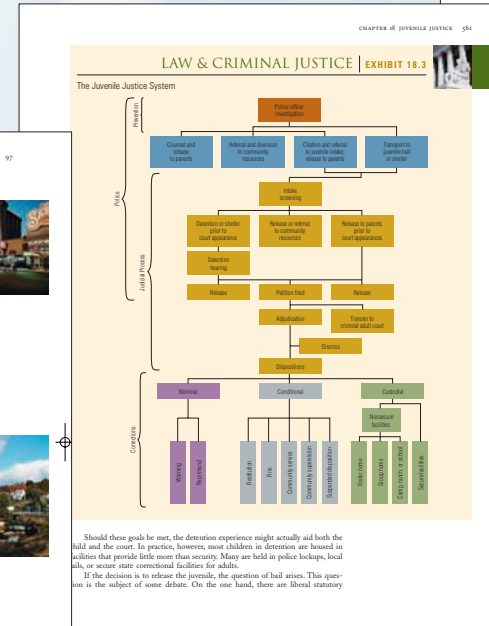 CHAPTER 18 JUVENILE JUSTICE 561
LAW & CRIMINAL JUSTICE | EXHIBIT 18.3
The Juvenile Justice System
97
Prevention
Police
Judicial Process
Corrections
Police officer
investigation
Counsel and
release
to parents
Referral and diversion
to community
resources
Citation and referral
to juvenile intake;
release to parents
Transport to
juvenile hall
or shelter
Intake
screening
Detention or shelter
prior to
court appearance
Release or referral
to community
resources
Release to parents
prior to
court appearances
Detention
hearing
Release
Petition filed
Release
Adjudication
Transfer to
criminal adult court
Dismiss
Dispositions
Nominal
Conditional
Custodial
Nonsecure
facilities
Warning
Reprimand
Restitution
Fine
Community service
Community supervision
Suspended disposition
Foster home
Group home
Camp, ranch, or school
Secure facilities
Should these goals be met, the detention experience might actually aid both the
hild and the court. In practice, however, most children in detention are housed in
acilities that provide little more than security. Many are held in police lockups, local
ails, or secure state correctional facilities for adults.
If the decision is to release the juvenile, the question of bail arises. This ques-
ion is the subject of some debate. On the one hand, there are liberal statutory